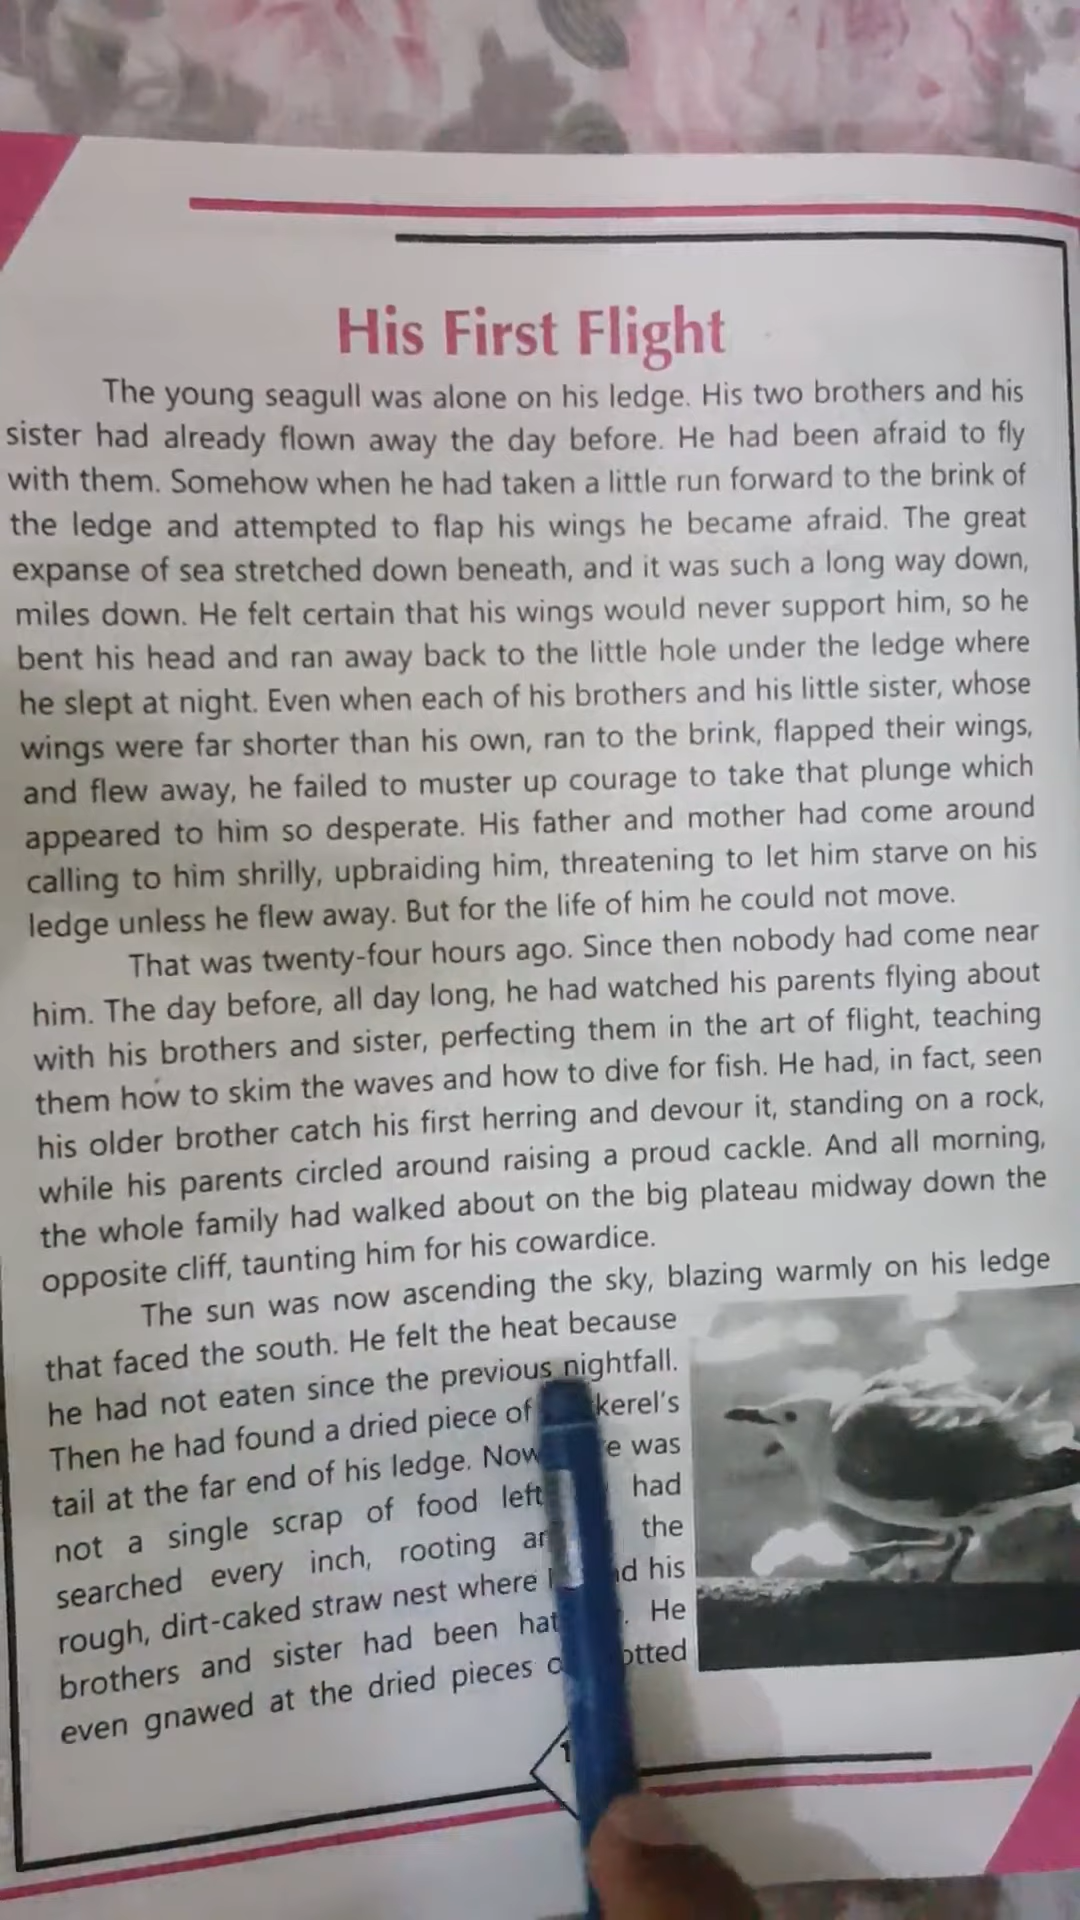 His First Flight
The young seagull was alone on his ledge. His two brothers and his
sister had already flown away the day before. He had been afraid to fly
with them. Somehow when he had taken a little run forward to the brink of
the ledge and attempted to flap his wings he became afraid. The great
expanse of sea stretched down beneath, and it was such a long way down,
miles down. He felt certain that his wings would never support him, so he
bent his head and ran away back to the little hole under the ledge where
he slept at night. Even when each of his brothers and his little sister, whose
wings were far shorter than his own, ran to the brink, flapped their wings,
and flew away, he failed to muster up courage to take that plunge which
appeared to him so desperate. His father and mother had come around
calling to him shrilly, upbraiding him, threatening to let him starve on his
ledge unless he flew away. But for the life of him he could not move.
That was twenty-four hours ago. Since then nobody had come near
him. The day before, all day long, he had watched his parents flying about
with his brothers and sister, perfecting them in the art of flight, teaching
them how to skim the waves and how to dive for fish. He had, in fact, seen
his older brother catch his first herring and devour it, standing on a rock,
while his parents circled around raising a proud cackle. And all morning,
the whole family had walked about on the big plateau midway down the
opposite cliff, taunting him for his cowardice.
The sun was now ascending the sky, blazing warmly on his ledge
that faced the south. He felt the heat because
he had not eaten since the previous nightfall.
Then he had found a dried piece of
tail at the far end of his ledge. Now was
not a single scrap of food left had
searched every inch, rooting the
rough, dirt-caked straw nest where his
brothers and sister had been He
even gnawed at the dried pieces